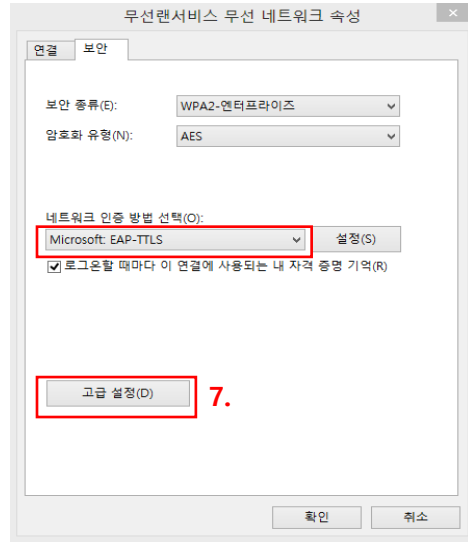 무선랜서비스 무선 네트워크 속성
연결 보안
보안 종류(E): WPA2-엔터프라이즈
암호화 유형(N): AES
네트워크 인증 방법 선택(O):
Microsoft: EAP-TTLS 설정(S)
로그온할 때마다 이 연결에 사용되는 내 자격 증명 기억(R)
고급 설정(D) 7.
확인 취소